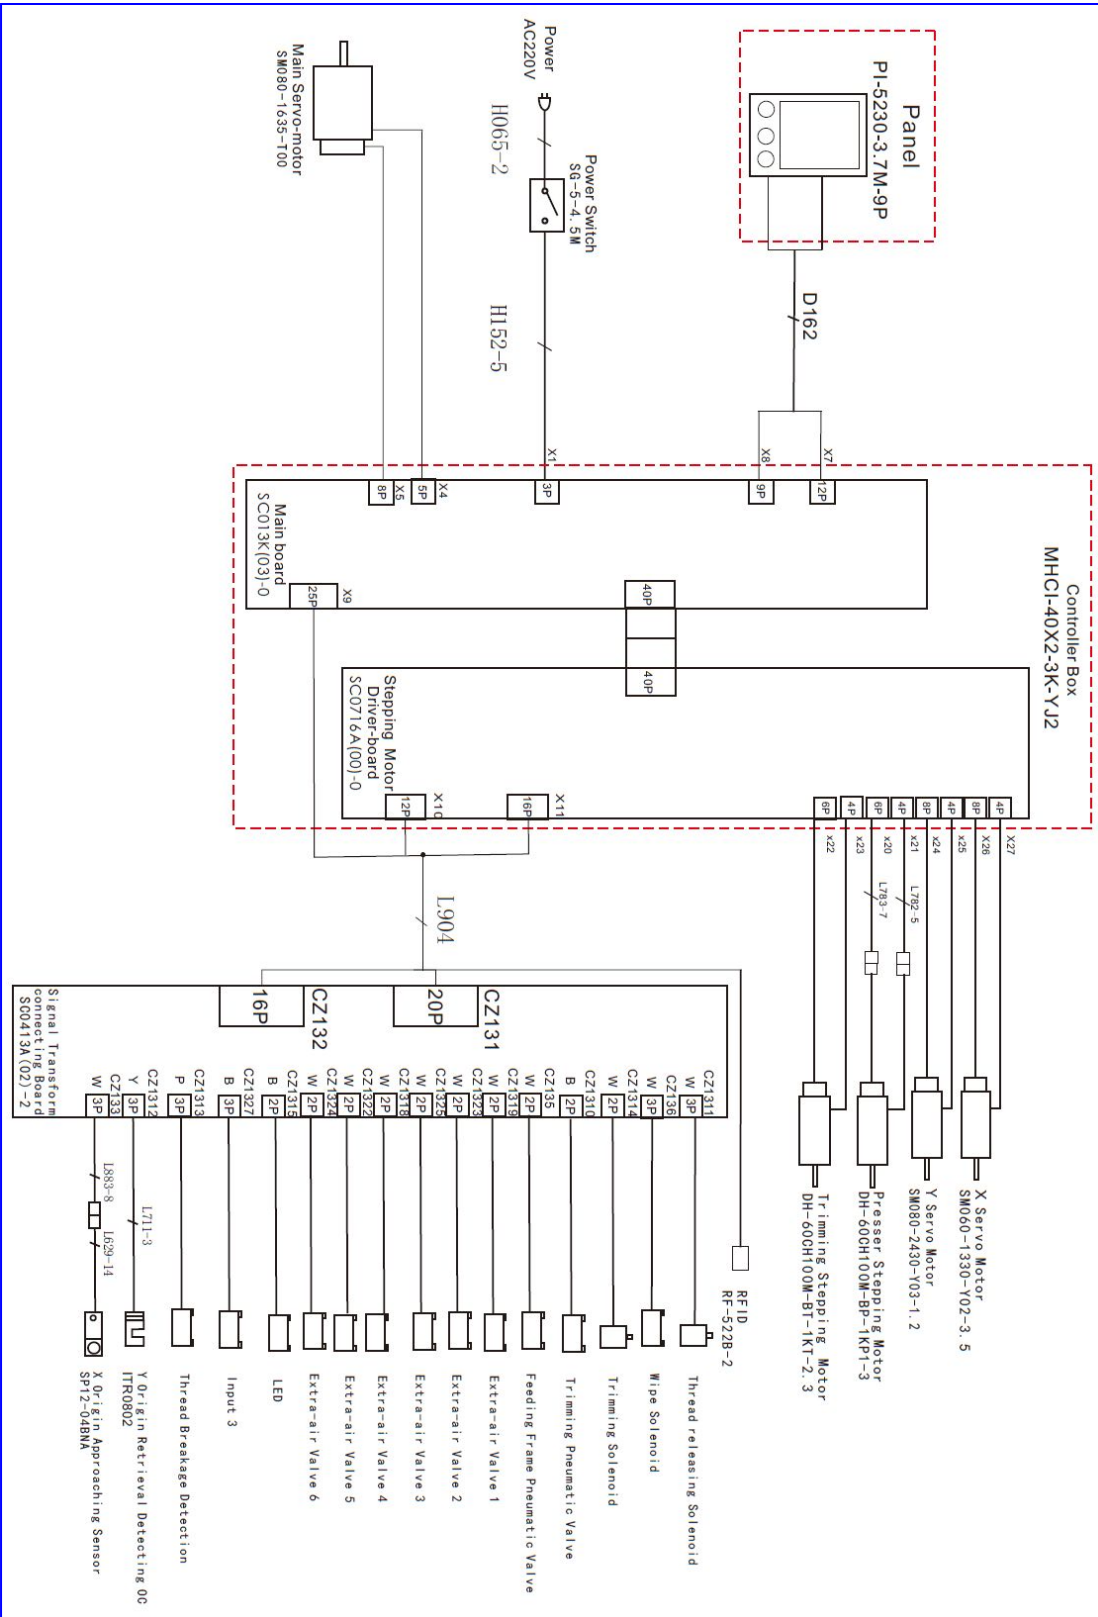 Panel
PI-5230-3.7M-9P
D162
Power
AC220V
H065-2
Power Switch
SG-5-4.5M
H152-5
Main Servo-motor
SM080-1635-T00
Controller Box
MHCI-40X2-3K-YJ2
X7
12P
X8
9P
X1
3P
X4
5P
X5
8P
Main board
SC013K(03)-0
X9
25P
40P
40P
Stepping Motor
Driver-board
SC0716A(00)-0
X11
16P
X10
12P
4P
8P
4P
8P
4P
6P
4P
6P
X27
X26
x25
x24
x21
x20
x23
x22
L782-5
L783-7
X Servo Motor
SM060-1330-Y02-3.5
Y Servo Motor
SM080-2430-Y03-1.2
Presser Stepping Motor
DH-60CH100M-BP-1KP1-3
Trimming Stepping Motor
DH-60CH100M-BT-1KT-2.3
L904
RFID
RF-522B-2
CZ131
20P
CZ132
16P
Signal Transform
connecting Board
SC0413A(02)-2
CZ1311
W 3P
Thread releasing Solenoid
CZ136
W 3P
Wipe Solenoid
CZ1314
W 2P
Trimming Solenoid
CZ1310
B 2P
Trimming Pneumatic Valve
CZ135
W 2P
Feeding Frame Pneumatic Valve
CZ1319
W 2P
Extra-air Valve 1
CZ1323
W 2P
Extra-air Valve 2
CZ1325
W 2P
Extra-air Valve 3
CZ1318
W 2P
Extra-air Valve 4
CZ1322
W 2P
Extra-air Valve 5
CZ1324
W 2P
Extra-air Valve 6
CZ1315
B 2P
LED
CZ1327
B 3P
Input 3
CZ1313
P 3P
Thread Breakage Detection
CZ1312
Y 3P
L711-3
Y Origin Retrieval Detecting OC
ITR0802
CZ133
W 3P
L883-8
L629-14
X Origin Approaching Sensor
SP12-04BNA